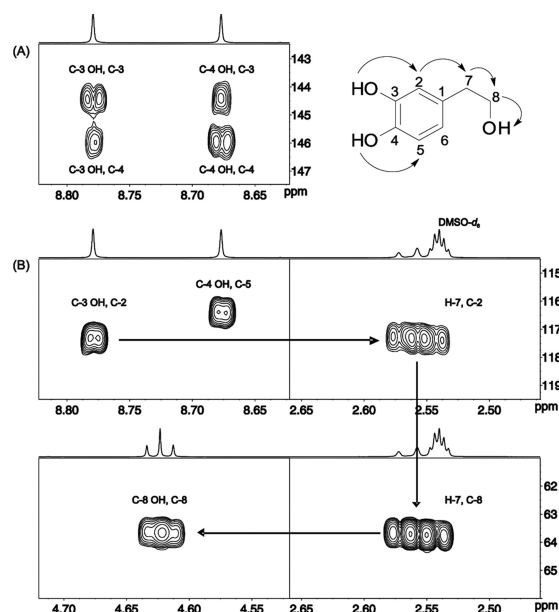 (A)
C-3 OH, C-3
C-4 OH, C-3
C-3 OH, C-4
C-4 OH, C-4
143
144
145
146
147
8.80
8.75
8.70
8.65
ppm
HO
3
2
7
8
1
OH
HO
4
5
6
(B)
DMSO-d6
C-3 OH, C-2
C-4 OH, C-5
H-7, C-2
115
116
117
118
119
8.80
8.75
8.70
8.65
2.65
2.60
2.55
2.50
ppm
C-8 OH, C-8
H-7, C-8
62
63
64
65
4.70
4.65
4.60
4.55
2.65
2.60
2.55
2.50
ppm